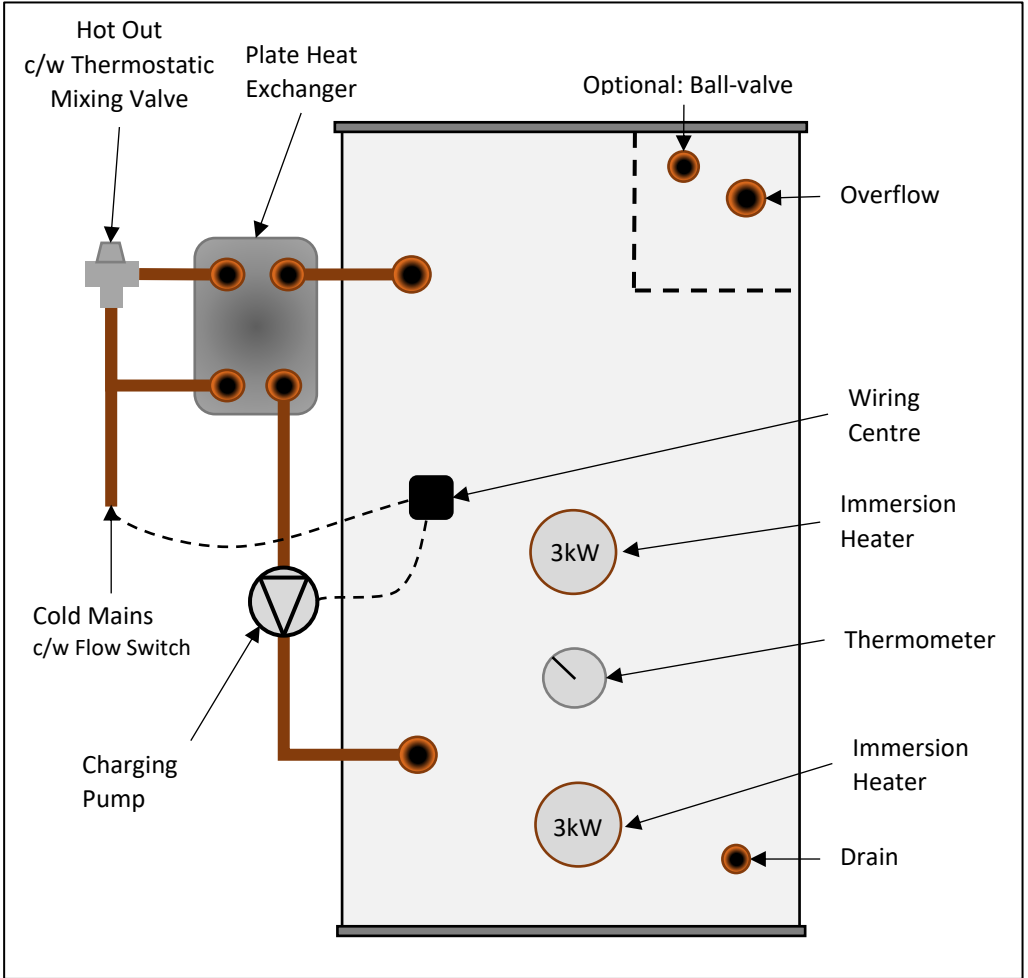 Hot Out
c/w Thermostatic
Mixing Valve
Plate Heat
Exchanger
Optional: Ball-valve
Overflow
Wiring
Centre
Immersion
Heater
3kW
Cold Mains
c/w Flow Switch
Thermometer
Charging
Pump
Immersion
Heater
3kW
Drain